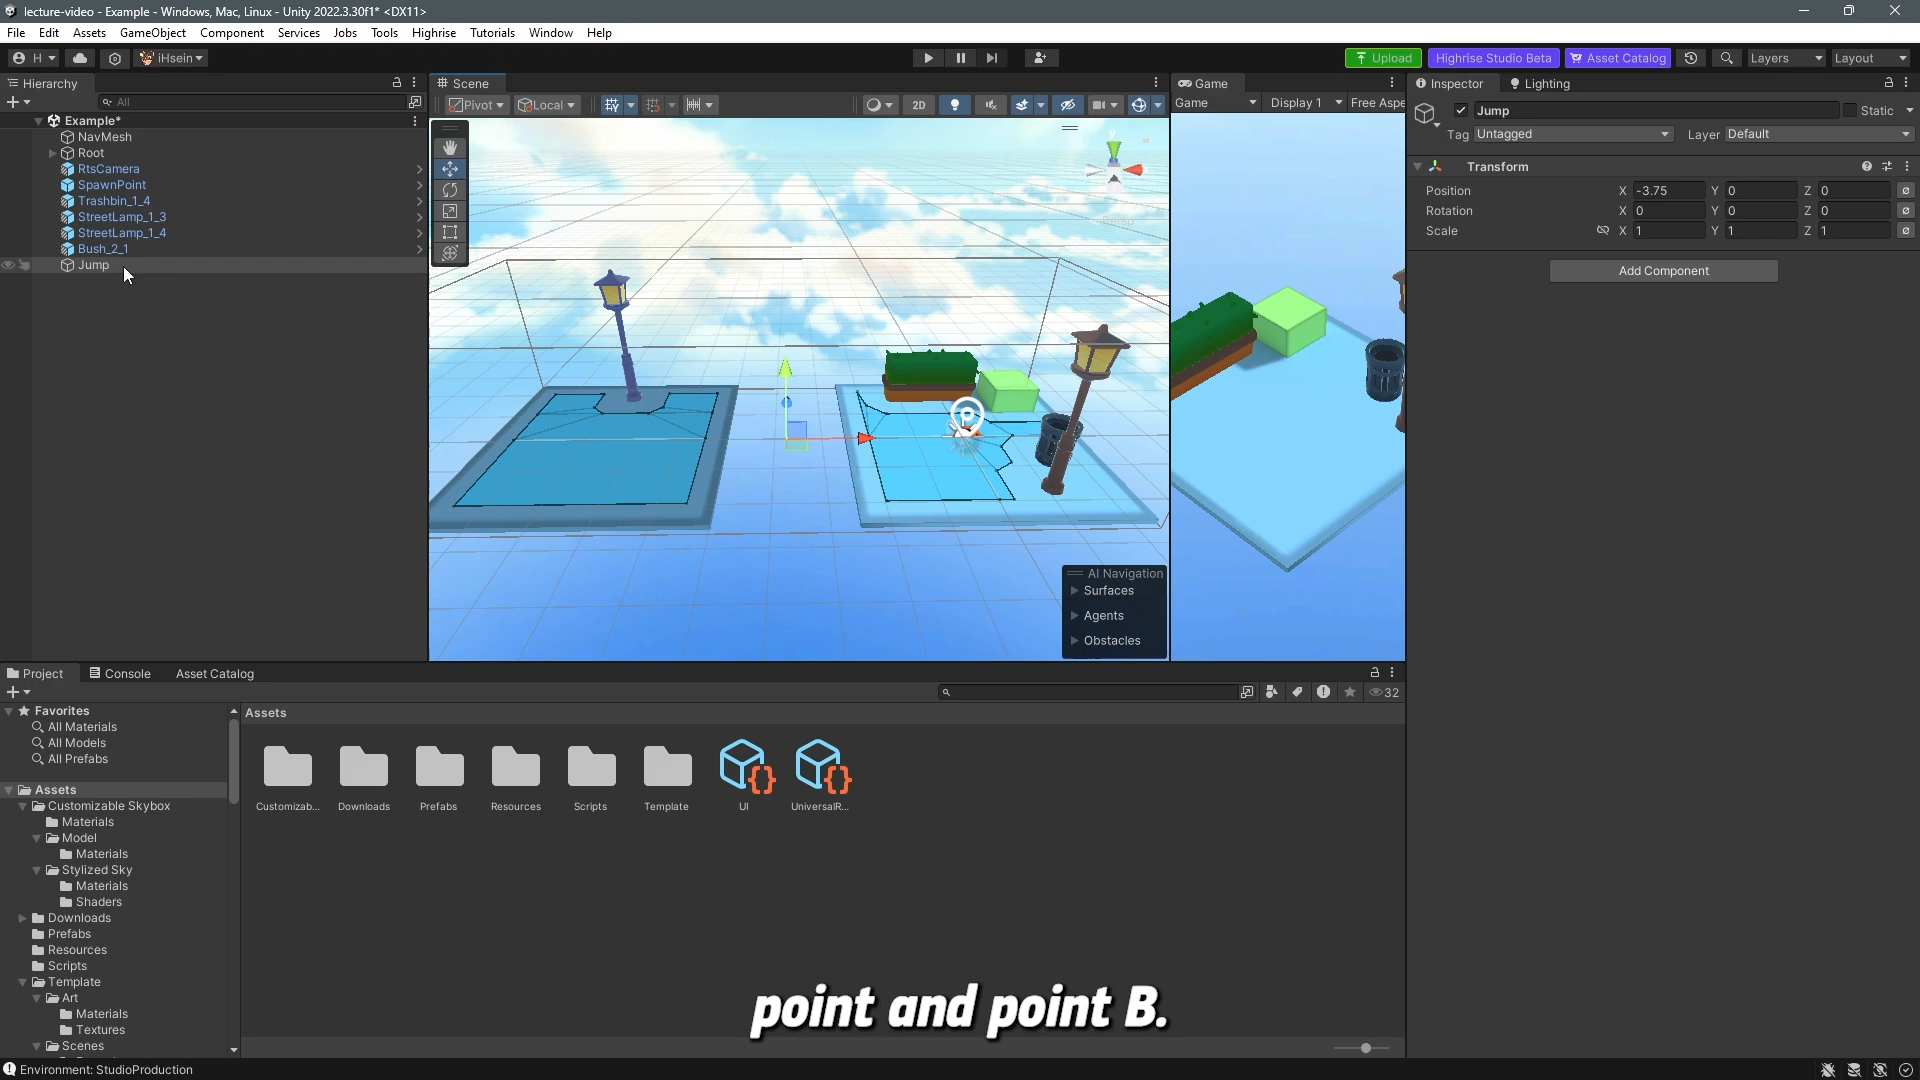 lecture-video - Example - Windows, Mac, Linux - Unity 2022.3.30f1* <DX11>
File Edit Assets GameObject Component Services Jobs Tools Highrise Tutorials Window Help
H iHsein Upload Highrise Studio Beta Asset Catalog Layers Layout
Hierarchy
All
Example*
NavMesh
Root
RtsCamera
SpawnPoint
Trashbin_1_4
StreetLamp_1_3
StreetLamp_1_4
Bush_2_1
Jump
Scene
Pivot Local 2D
y
Persp
AI Navigation
Surfaces
Agents
Obstacles
Game
Game Display 1 Free Aspe
Inspector Lighting
Jump Static
Tag Untagged Layer Default
Transform
Position X -3.75 Y 0 Z 0
Rotation X 0 Y 0 Z 0
Scale X 1 Y 1 Z 1
Add Component
Project Console Asset Catalog
32
Favorites
All Materials
All Models
All Prefabs
Assets
Customizable Skybox
Materials
Model
Materials
Stylized Sky
Materials
Shaders
Downloads
Prefabs
Resources
Scripts
Template
Art
Materials
Textures
Scenes
Assets
Customizab... Downloads Prefabs Resources Scripts Template UI UniversalR...
point and point B.
Environment: StudioProduction